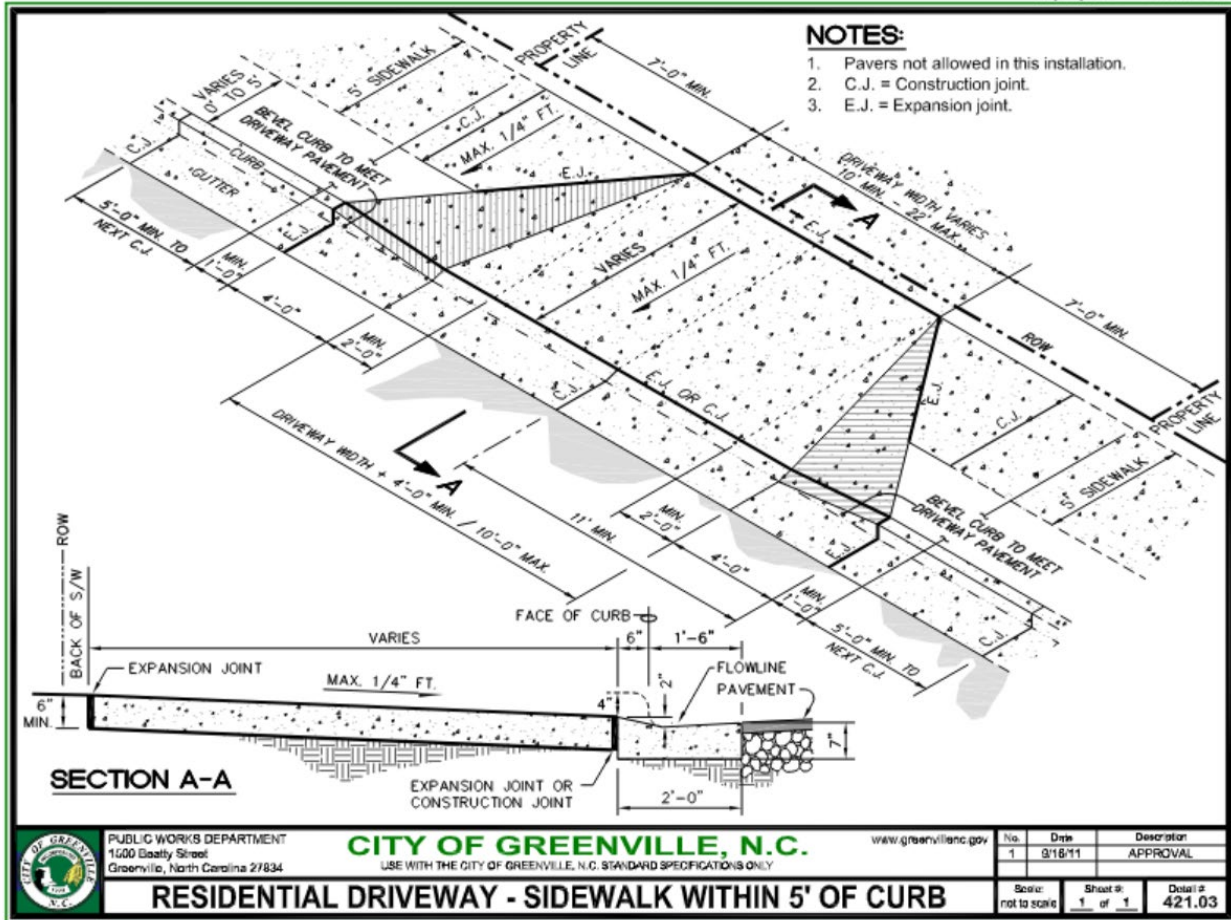 NOTES:
1. Pavers not allowed in this installation.
2. C.J. = Construction joint.
3. E.J. = Expansion joint.
PROPERTY
LINE
7'-0" MIN.
5' SIDEWALK
VARIES
0' TO 5'
C.J.
MAX. 1/4" FT.
BEVEL CURB TO MEET
DRIVEWAY PAVEMENT
C.J.
CURB
GUTTER
E.J.
E.J.
DRIVEWAY WIDTH VARIES
10' MIN. - 22' MAX.
A
E.J.
5'-0" MIN. TO
NEXT C.J.
MIN.
1'-0"
4'-0"
MIN.
2'-0"
VARIES
MAX. 1/4" FT.
7'-0" MIN.
ROW
PROPERTY
LINE
C.J.
E.J. OR C.J.
E.J.
C.J.
5' SIDEWALK
DRIVEWAY WIDTH + 4'-0" MIN. / 10'-0" MAX.
A
11' MIN.
MIN.
2'-0"
4'-0"
MIN.
1'-0"
5'-0" MIN. TO
NEXT C.J.
E.J.
BEVEL CURB TO MEET
DRIVEWAY PAVEMENT
C.J.
ROW
BACK OF S/W
FACE OF CURB
VARIES
6"
1'-6"
EXPANSION JOINT
MAX. 1/4" FT.
FLOWLINE
PAVEMENT
6"
MIN.
4"
2"
7"
SECTION A-A
EXPANSION JOINT OR
CONSTRUCTION JOINT
2'-0"
CITY OF GREENVILLE
N.C.
PUBLIC WORKS DEPARTMENT
1500 Beatty Street
Greenville, North Carolina 27834
CITY OF GREENVILLE, N.C.
USE WITH THE CITY OF GREENVILLE, N.C. STANDARD SPECIFICATIONS ONLY
www.greenvillenc.gov
RESIDENTIAL DRIVEWAY - SIDEWALK WITHIN 5' OF CURB
No. Date Description
1 9/16/11 APPROVAL
Scale: Sheet #: Detail #
not to scale 1 of 1 421.03